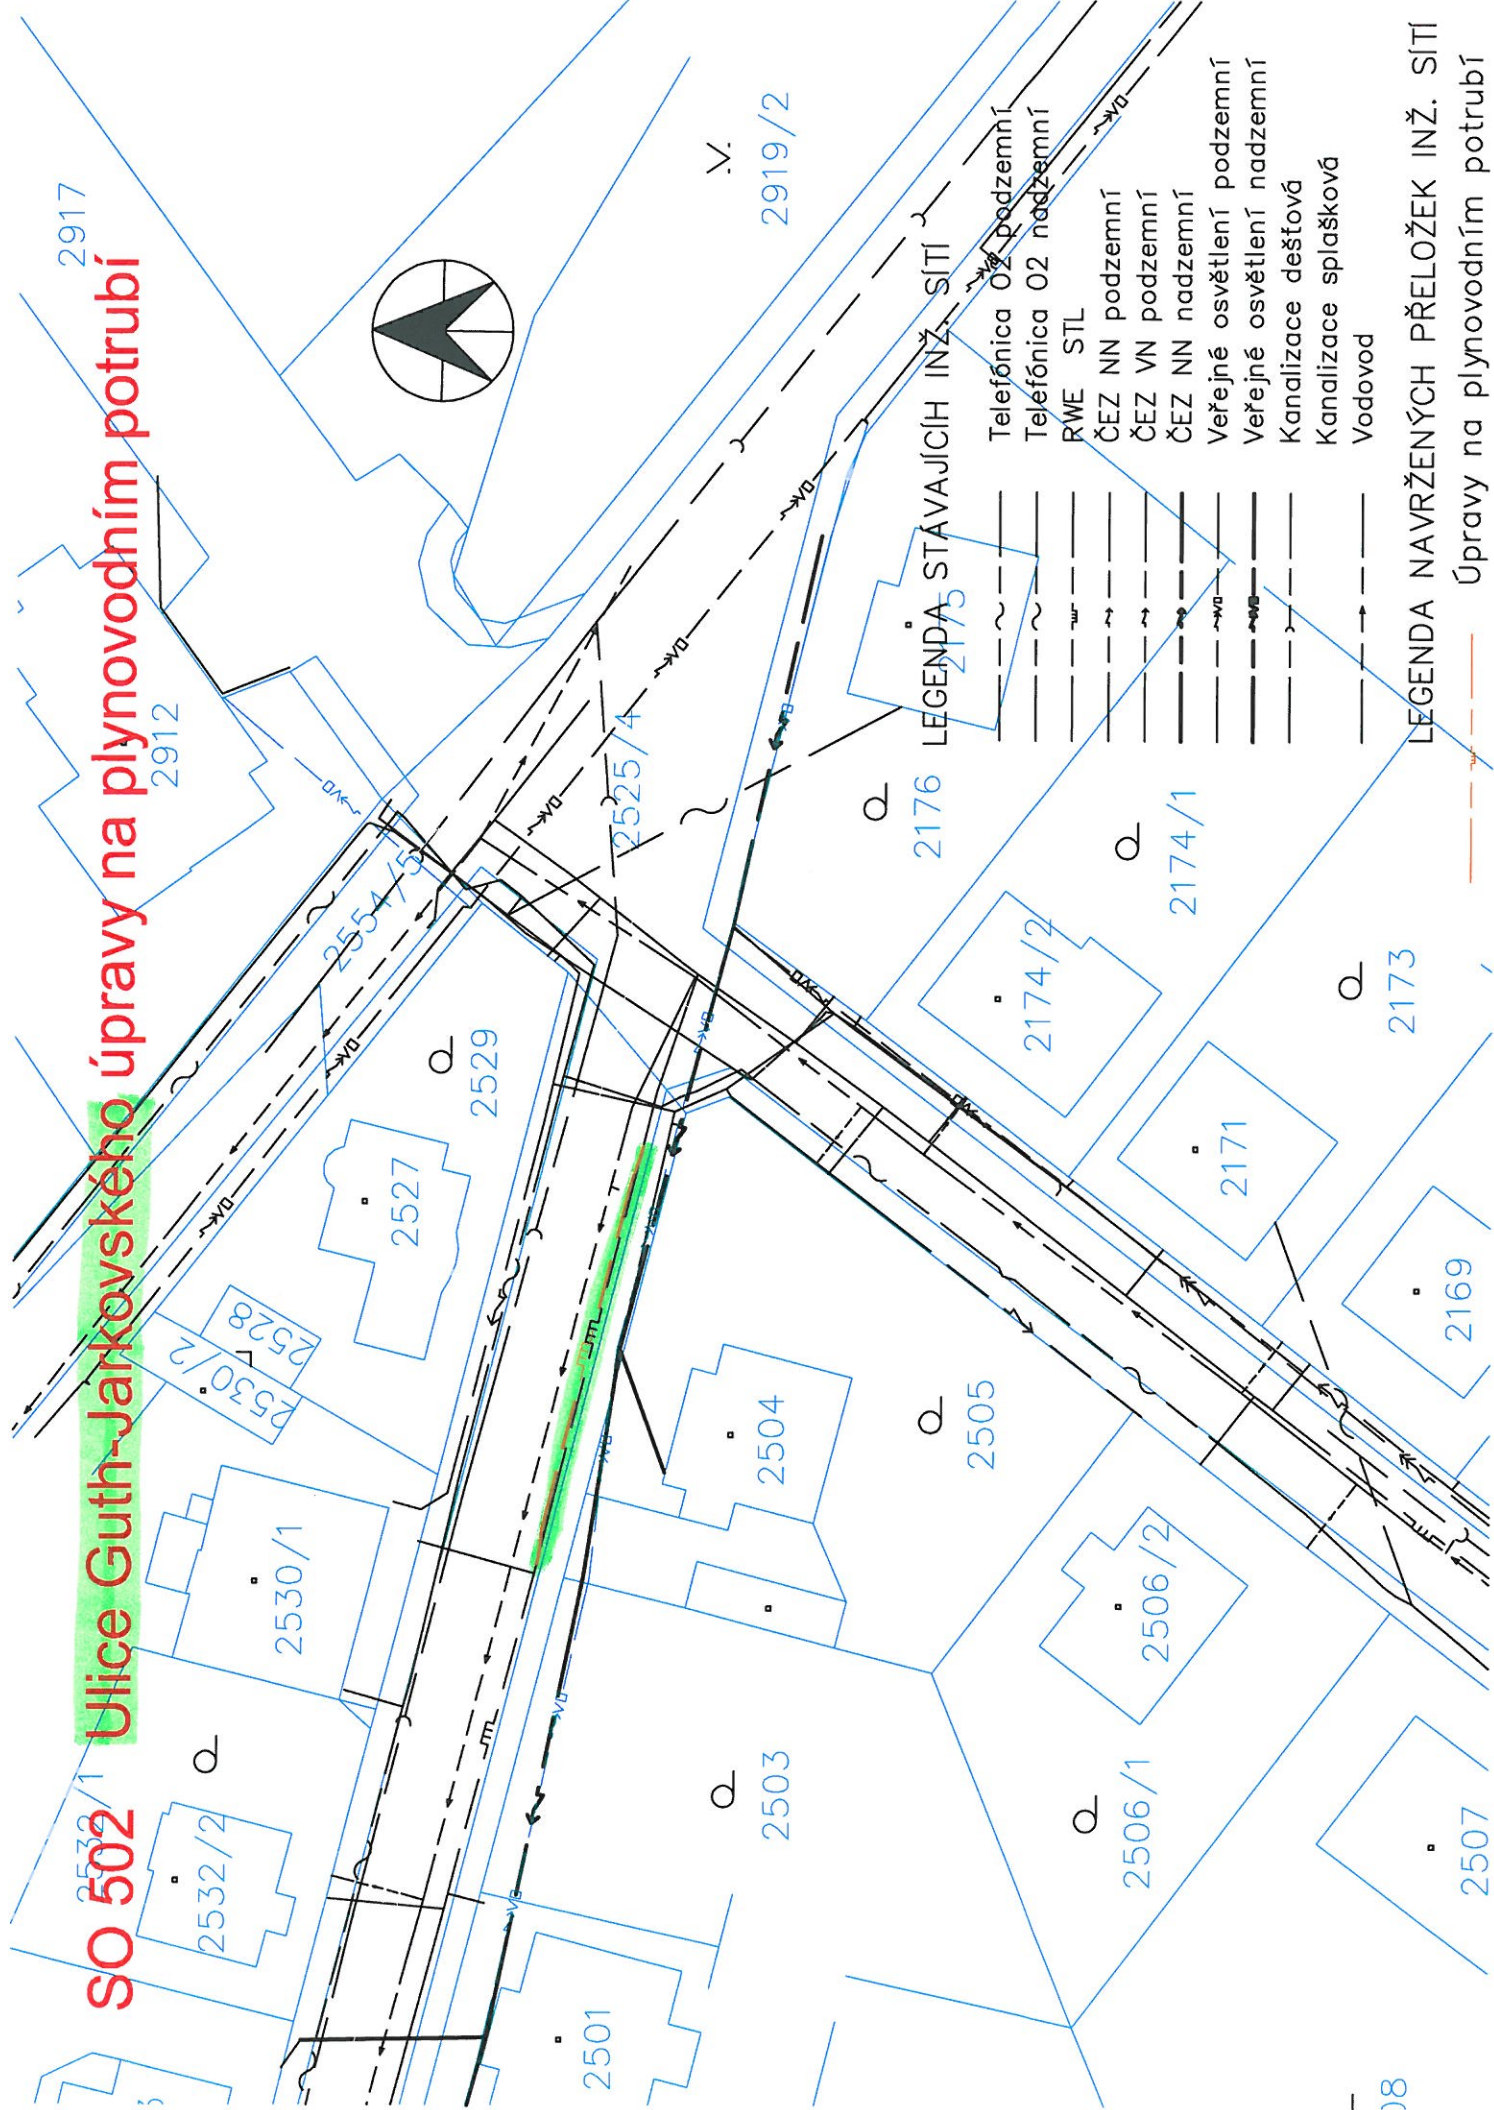 SO 502 Ulice Guth-Jarkovského úpravy na plynovodním potrubí
2917
2912
2919/2
2532/1
2532/2
2530/1
2530/2
2528
2527
2529
2554/5
2525/4
2175
2176
2174/1
2174/2
2173
2171
2169
2501
2503
2504
2505
2506/1
2506/2
2507
08
LEGENDA STÁVAJÍCÍH INŽ. SÍTÍ
Telefónica O2 podzemní
Telefónica O2 nadzemní
RWE STL
ČEZ NN podzemní
ČEZ VN podzemní
ČEZ NN nadzemní
Veřejné osvětlení podzemní
Veřejné osvětlení nadzemní
Kanalizace dešťová
Kanalizace splašková
Vodovod
LEGENDA NAVRŽENÝCH PŘELOŽEK INŽ. SÍTÍ
Úpravy na plynovodním potrubí